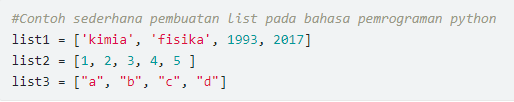 #Contoh sederhana pembuatan list pada bahasa pemrograman python
list1 = ['kimia', 'fisika', 1993, 2017]
list2 = [1, 2, 3, 4, 5 ]
list3 = ["a", "b", "c", "d"]